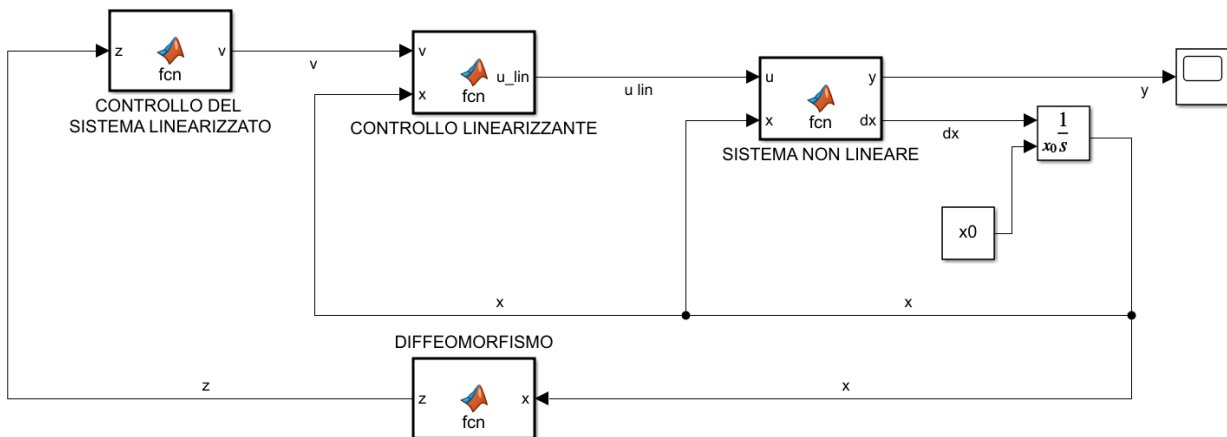 z
fcn
v
CONTROLLO DEL
SISTEMA LINEARIZZATO
v
v
x
fcn
u_lin
CONTROLLO LINEARIZZANTE
u lin
u
x
fcn
y
dx
SISTEMA NON LINEARE
y
dx
1
x₀ s
x0
x
x
DIFFEOMORFISMO
z
fcn
x
z
x